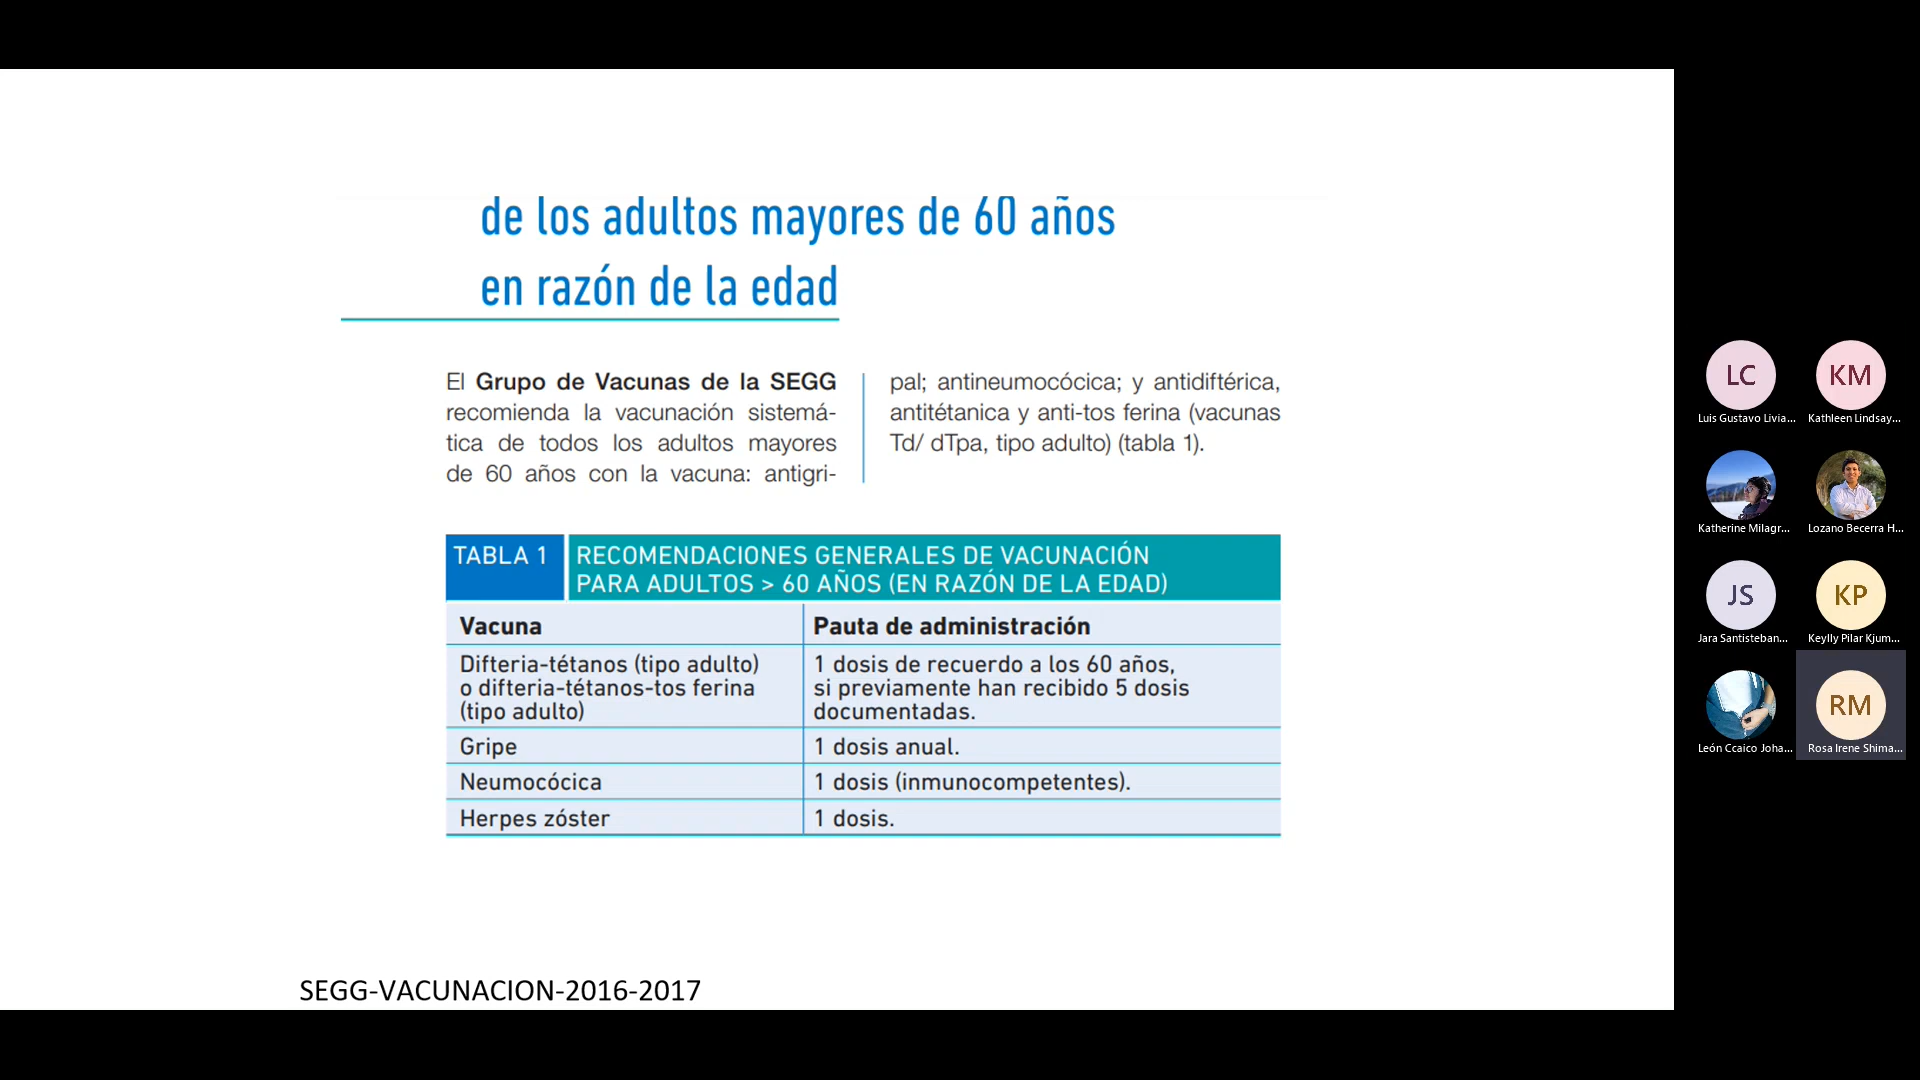 de los adultos mayores de 60 años
en razón de la edad
El Grupo de Vacunas de la SEGG
recomienda la vacunación sistemá-
tica de todos los adultos mayores
de 60 años con la vacuna: antigri-
pal; antineumocócica; y antidiftérica,
antitétanica y anti-tos ferina (vacunas
Td/ dTpa, tipo adulto) (tabla 1).
TABLA 1
RECOMENDACIONES GENERALES DE VACUNACIÓN
PARA ADULTOS > 60 AÑOS (EN RAZÓN DE LA EDAD)
Vacuna
Pauta de administración
Difteria-tétanos (tipo adulto)
o difteria-tétanos-tos ferina
(tipo adulto)
1 dosis de recuerdo a los 60 años,
si previamente han recibido 5 dosis
documentadas.
Gripe
1 dosis anual.
Neumocócica
1 dosis (inmunocompetentes).
Herpes zóster
1 dosis.
SEGG-VACUNACION-2016-2017
LC
Luis Gustavo Livia...
KM
Kathleen Lindsay...
Katherine Milagr...
Lozano Becerra H...
JS
Jara Santisteban...
KP
Keylly Pilar Kjum...
León Ccaico Joha...
RM
Rosa Irene Shima...